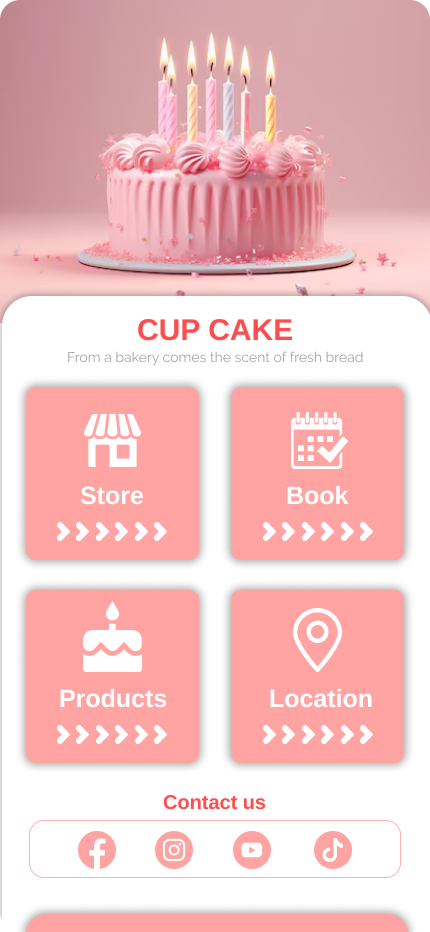 CUP CAKE
From a bakery comes the scent of fresh bread
Store
Book
Products
Location
Contact us